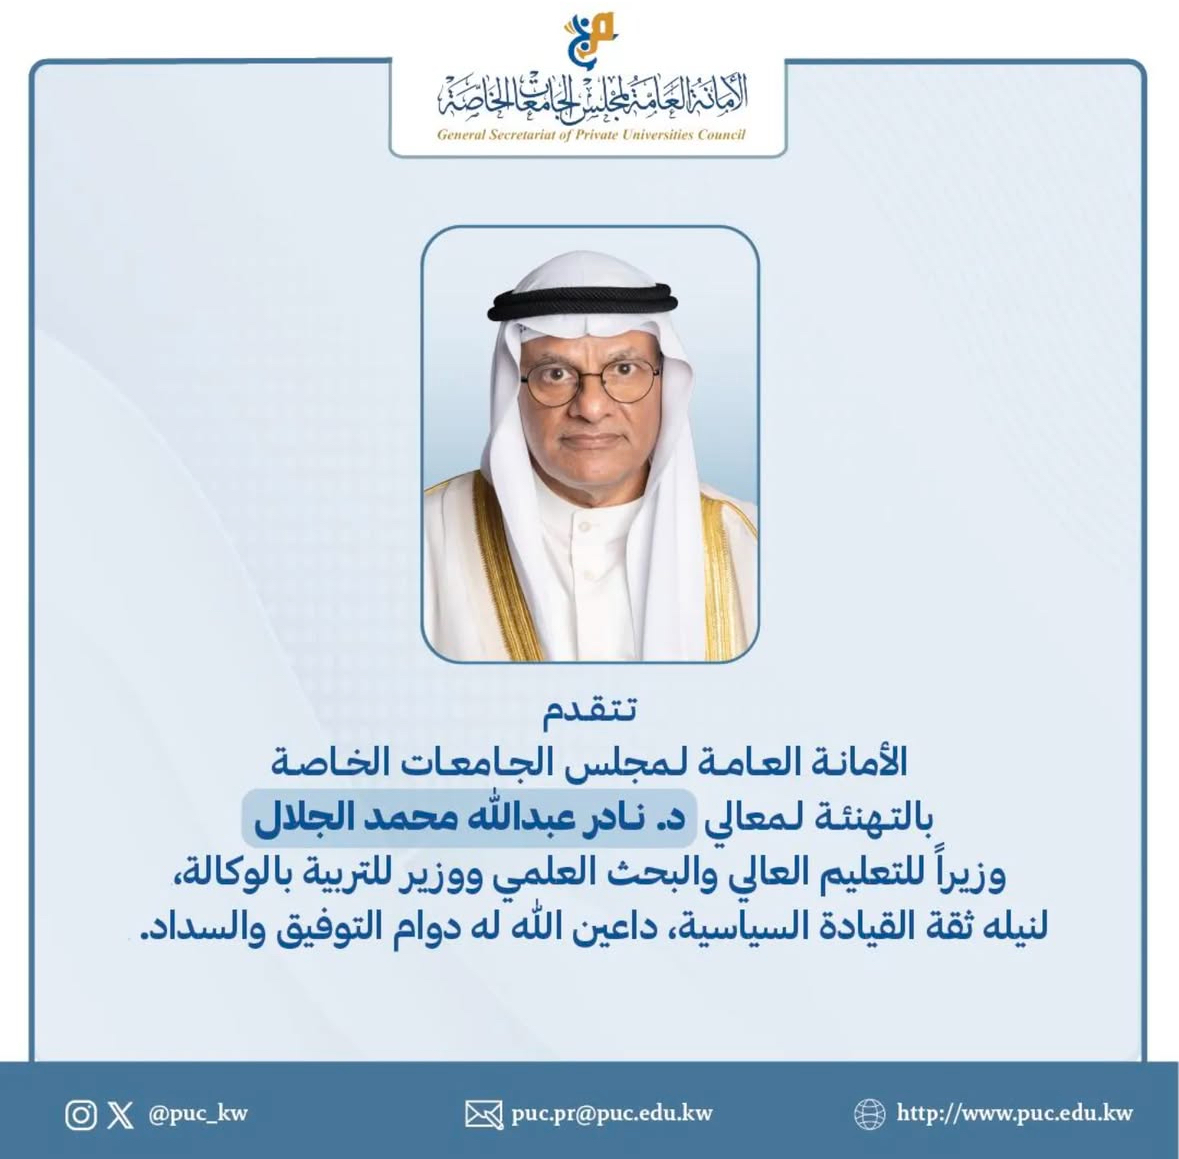 الأمانة العامة لمجلس الجامعات الخاصة
General Secretariat of Private Universities Council
تتقدم
الأمانة العامة لمجلس الجامعات الخاصة
بالتهنئة لمعالي د. نادر عبدالله محمد الجلال
وزيراً للتعليم العالي والبحث العلمي ووزير للتربية بالوكالة،
لنيله ثقة القيادة السياسية، داعين الله له دوام التوفيق والسداد.
@puc_kw puc.pr@puc.edu.kw http://www.puc.edu.kw